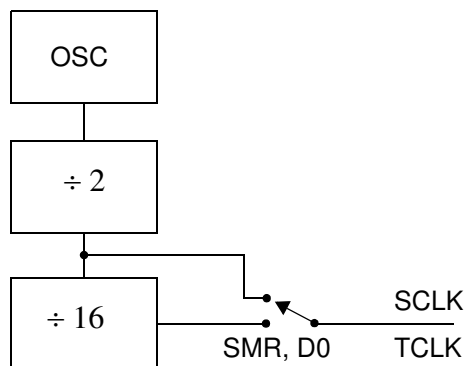 OSC
÷ 2
÷ 16
SCLK
SMR, D0
TCLK